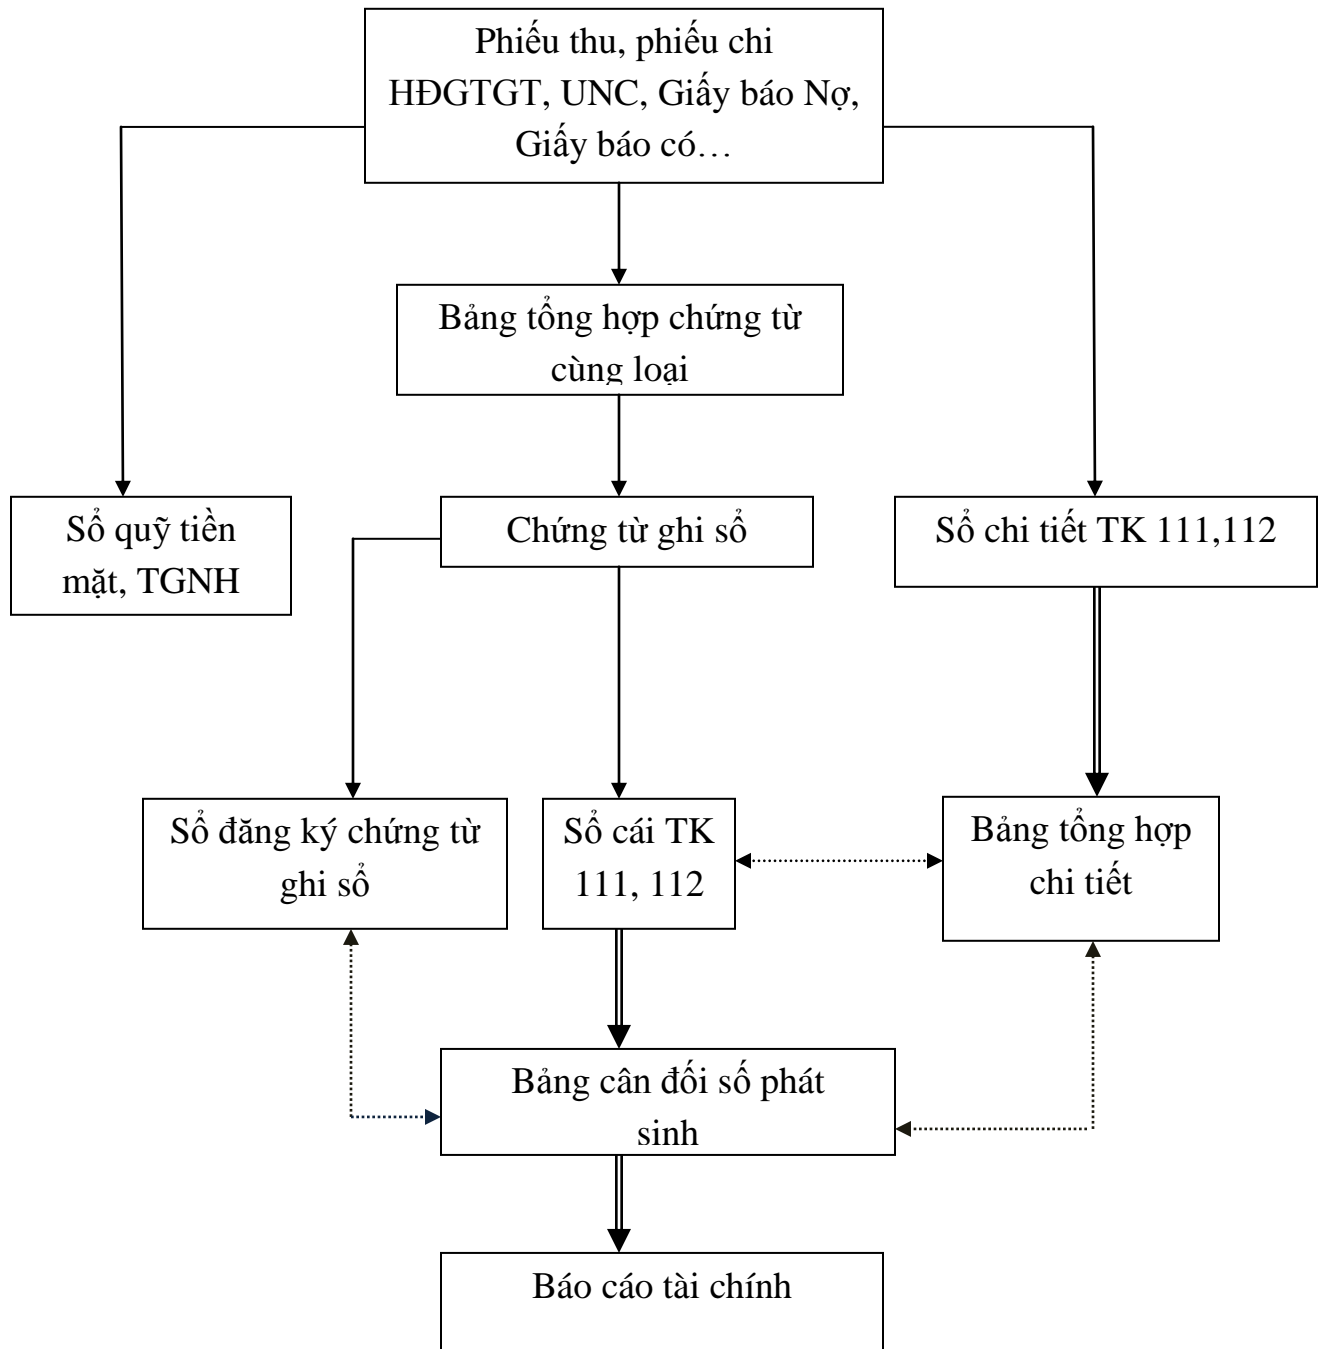 Phiếu thu, phiếu chi
HĐGTGT, UNC, Giấy báo Nợ,
Giấy báo có…
Bảng tổng hợp chứng từ
cùng loại
Sổ quỹ tiền
mặt, TGNH
Chứng từ ghi sổ
Sổ chi tiết TK 111,112
Sổ đăng ký chứng từ
ghi sổ
Sổ cái TK
111, 112
Bảng tổng hợp
chi tiết
Bảng cân đối số phát
sinh
Báo cáo tài chính